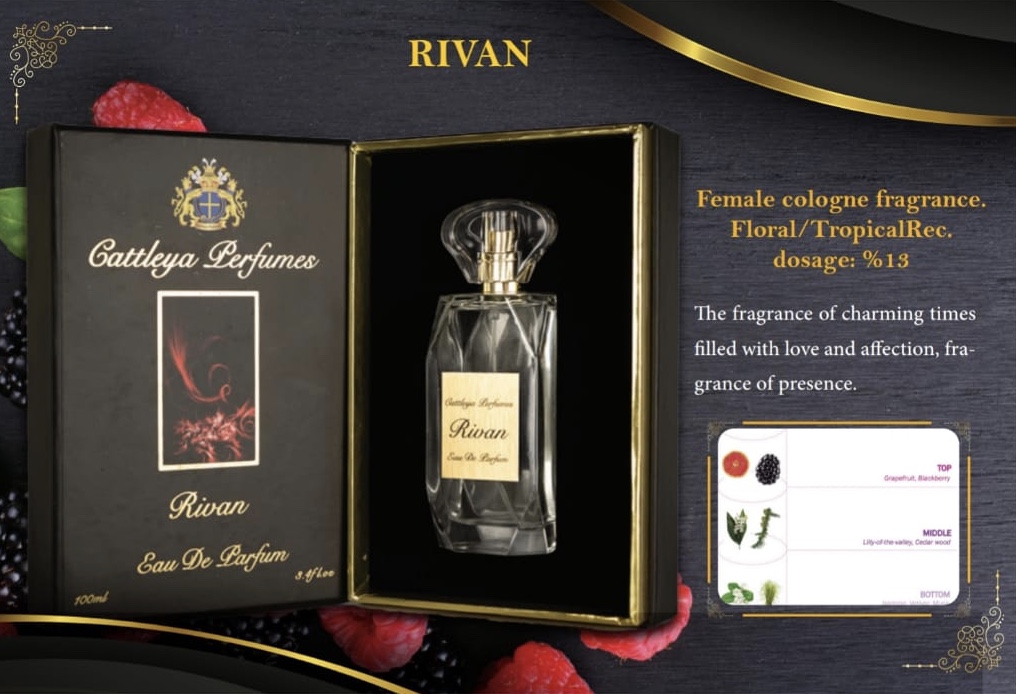 RIVAN
Cattleya Perfumes
Rivan
Eau De Parfum
3.4fl.oz
100ml
Cattleya Perfumes
Rivan
Eau De Parfum
Female cologne fragrance.
Floral/TropicalRec.
dosage: %13
The fragrance of charming times
filled with love and affection, fra-
grance of presence.
TOP
Grapefruit, Blackberry
MIDDLE
Lilly-of-the-valley, Cedar wood
BOTTOM